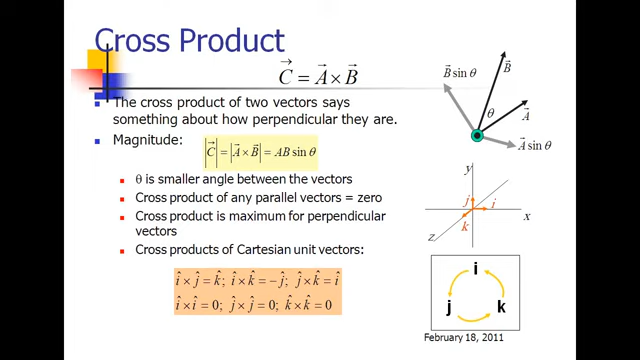 Cross Product
C⃗ = A⃗ × B⃗
The cross product of two vectors says
something about how perpendicular they are.
Magnitude:
|C⃗| = |A⃗ × B⃗| = AB sin θ
θ is smaller angle between the vectors
Cross product of any parallel vectors = zero
Cross product is maximum for perpendicular
vectors
Cross products of Cartesian unit vectors:
î × ĵ = k̂; î × k̂ = −ĵ; ĵ × k̂ = î
î × î = 0; ĵ × ĵ = 0; k̂ × k̂ = 0
B⃗ sin θ
B⃗
θ
A⃗
A⃗ sin θ
y
j
i
x
k
z
i
j
k
February 18, 2011